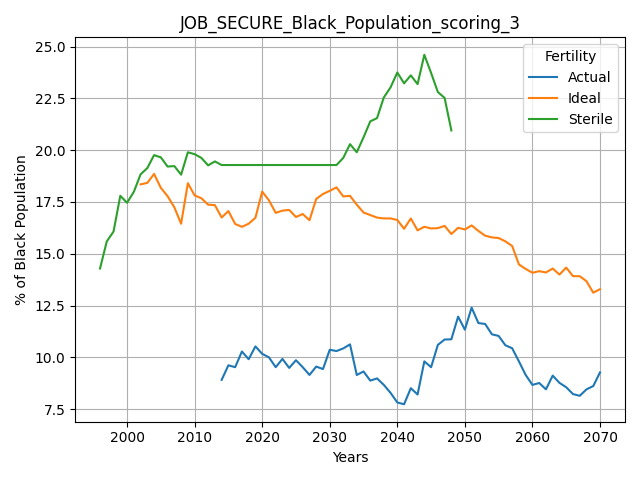 JOB_SECURE_Black_Population_scoring_3
Fertility
Actual
Ideal
Sterile
% of Black Population
25.0
22.5
20.0
17.5
15.0
12.5
10.0
7.5
2000 2010 2020 2030 2040 2050 2060 2070
Years